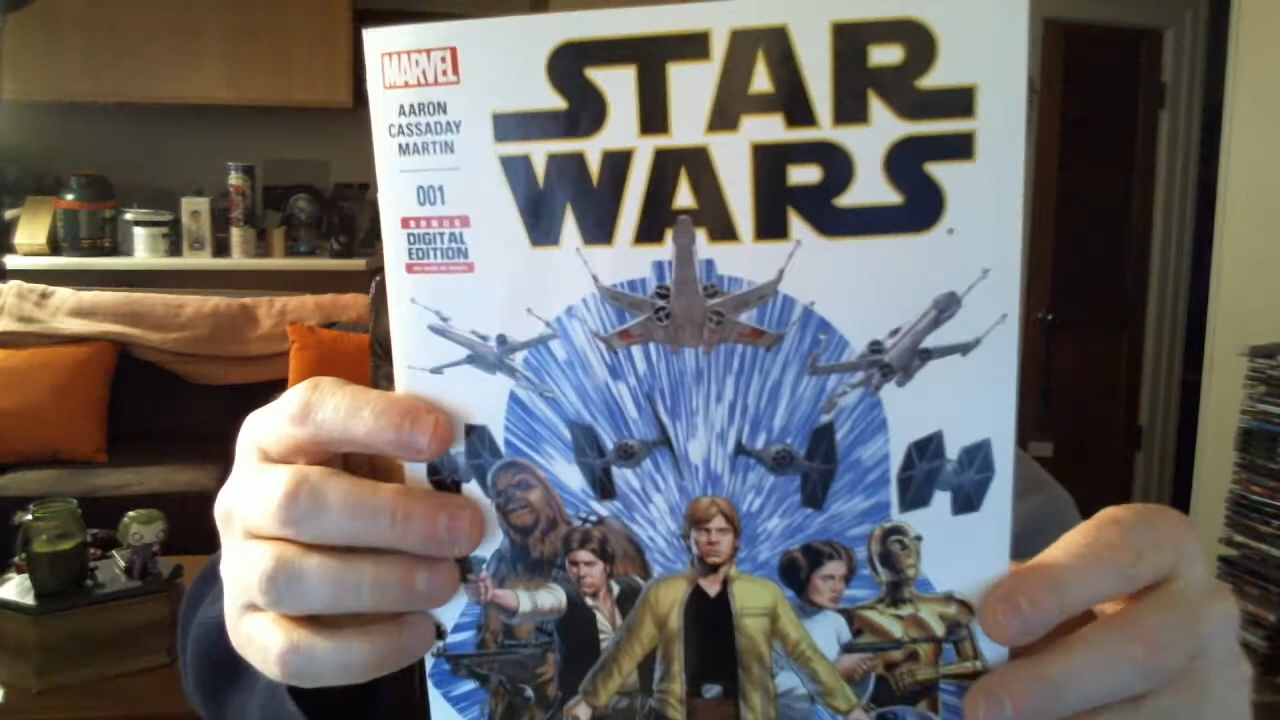 MARVEL
AARON
CASSADAY
MARTIN
001
BONUS
DIGITAL
EDITION
STAR
WARS